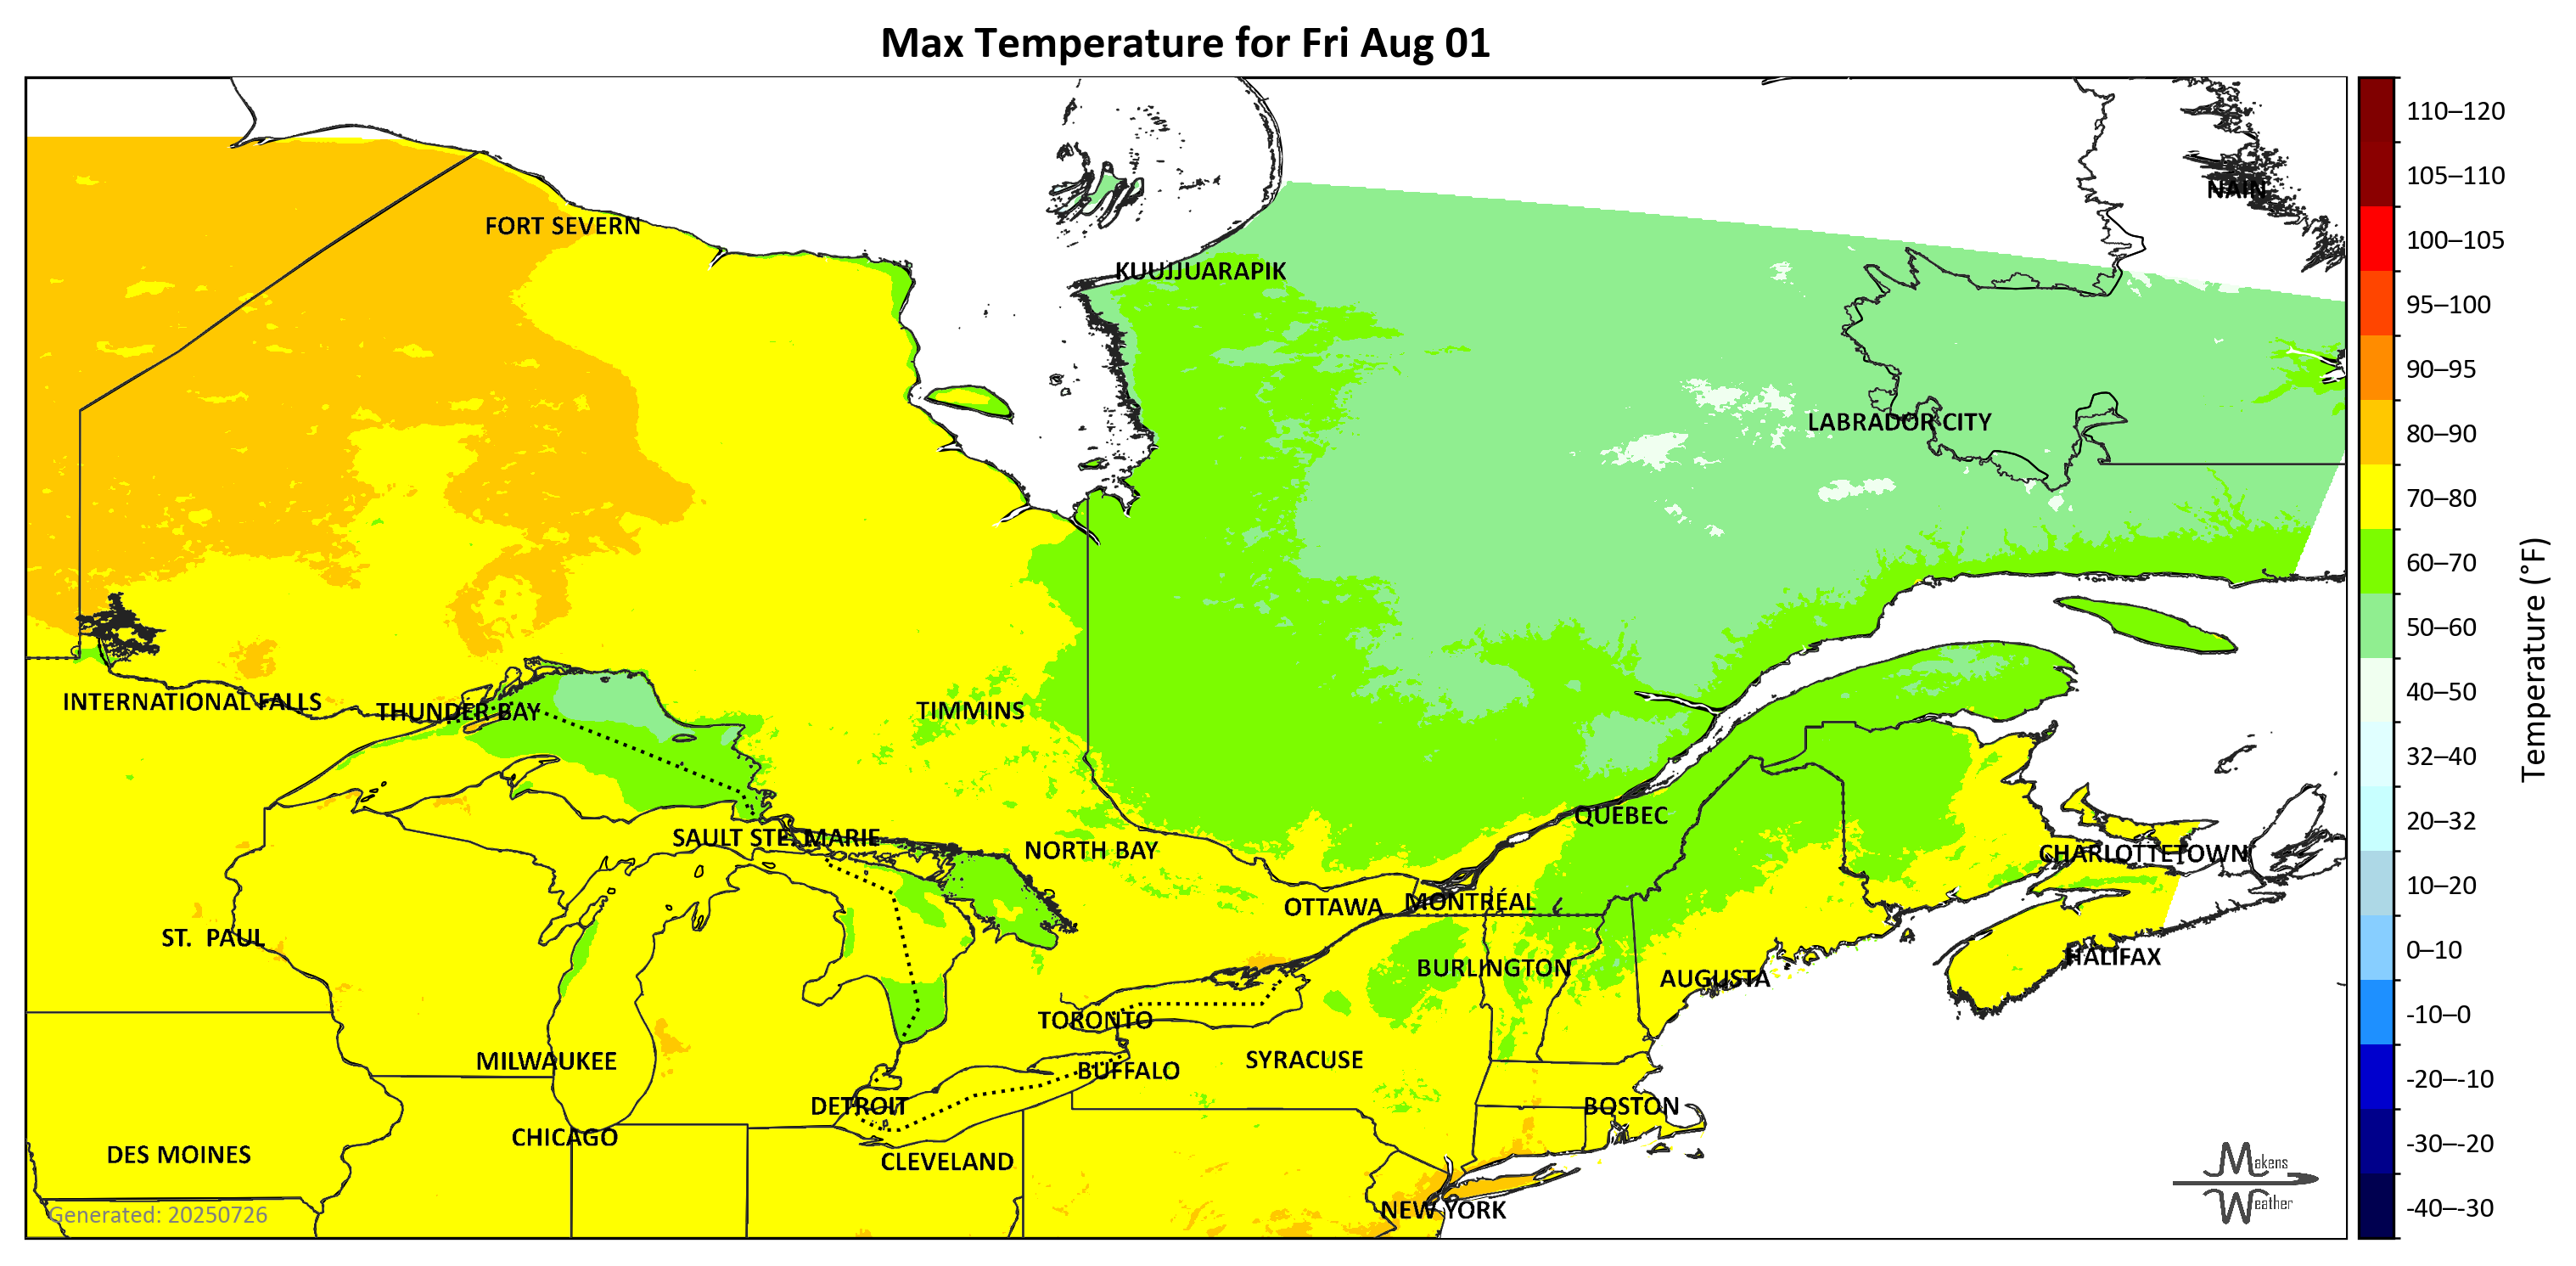 Max Temperature for Fri Aug 01
NAIN
FORT SEVERN
KUUJJUARAPIK
LABRADOR CITY
INTERNATIONAL FALLS
THUNDER BAY
TIMMINS
QUEBEC
SAULT STE. MARIE
NORTH BAY
CHARLOTTETOWN
OTTAWA
MONTRÉAL
ST. PAUL
BURLINGTON
HALIFAX
AUGUSTA
TORONTO
MILWAUKEE
SYRACUSE
BUFFALO
DETROIT
BOSTON
CHICAGO
DES MOINES
CLEVELAND
NEW YORK
Generated: 20250726
Makens
Weather
110–120
105–110
100–105
95–100
90–95
80–90
70–80
60–70
50–60
40–50
32–40
20–32
10–20
0–10
-10–0
-20–-10
-30–-20
-40–-30
Temperature (°F)